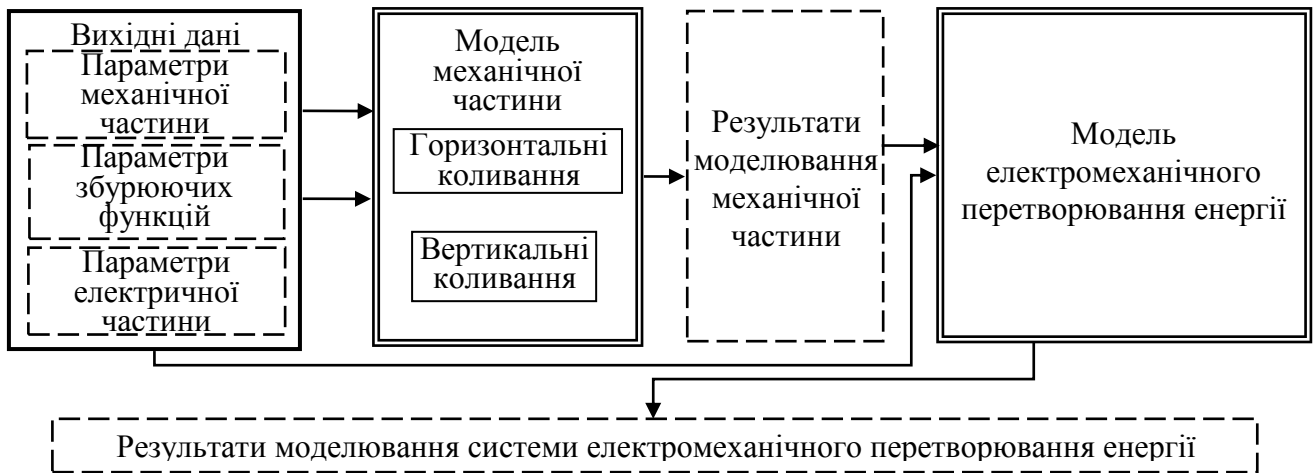 Вихідні дані
Параметри
механічної
частини
Параметри
збурюючих
функцій
Параметри
електричної
частини
Модель
механічної
частини
Горизонтальні
коливання
Вертикальні
коливання
Результати
моделювання
механічної
частини
Модель
електромеханічного
перетворювання енергії
Результати моделювання системи електромеханічного перетворювання енергії